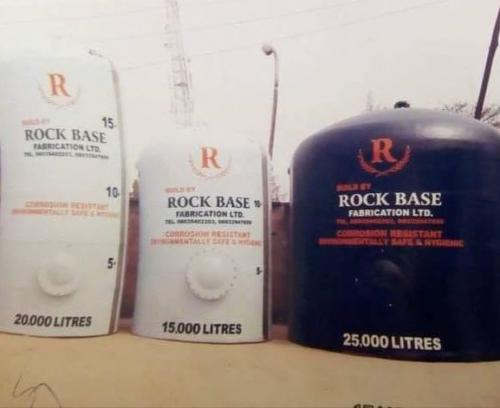 R
BUILD BY
ROCK BASE
FABRICATION LTD.
CORROSION RESISTANT
ENVIRONMENTALLY SAFE & HYGIENIC
15
10
5
20.000 LITRES
R
BUILD BY
ROCK BASE
FABRICATION LTD.
CORROSION RESISTANT
ENVIRONMENTALLY SAFE & HYGIENIC
10
5
15.000 LITRES
R
BUILD BY
ROCK BASE
FABRICATION LTD.
CORROSION RESISTANT
ENVIRONMENTALLY SAFE & HYGIENIC
25.000 LITRES